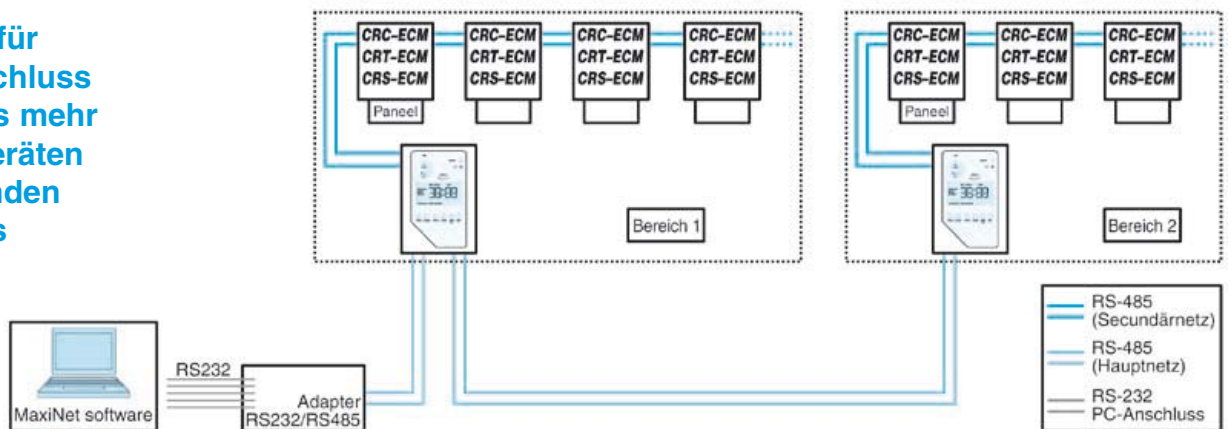 für
chluss
s mehr
eräten
nden
s
CRC-ECM
CRT-ECM
CRS-ECM
Paneel
CRC-ECM
CRT-ECM
CRS-ECM
CRC-ECM
CRT-ECM
CRS-ECM
CRC-ECM
CRT-ECM
CRS-ECM
Bereich 1
CRC-ECM
CRT-ECM
CRS-ECM
Paneel
CRC-ECM
CRT-ECM
CRS-ECM
CRC-ECM
CRT-ECM
CRS-ECM
Bereich 2
MaxiNet software
RS232
Adapter
RS232/RS485
RS-485
(Secundärnetz)
RS-485
(Hauptnetz)
RS-232
PC-Anschluss